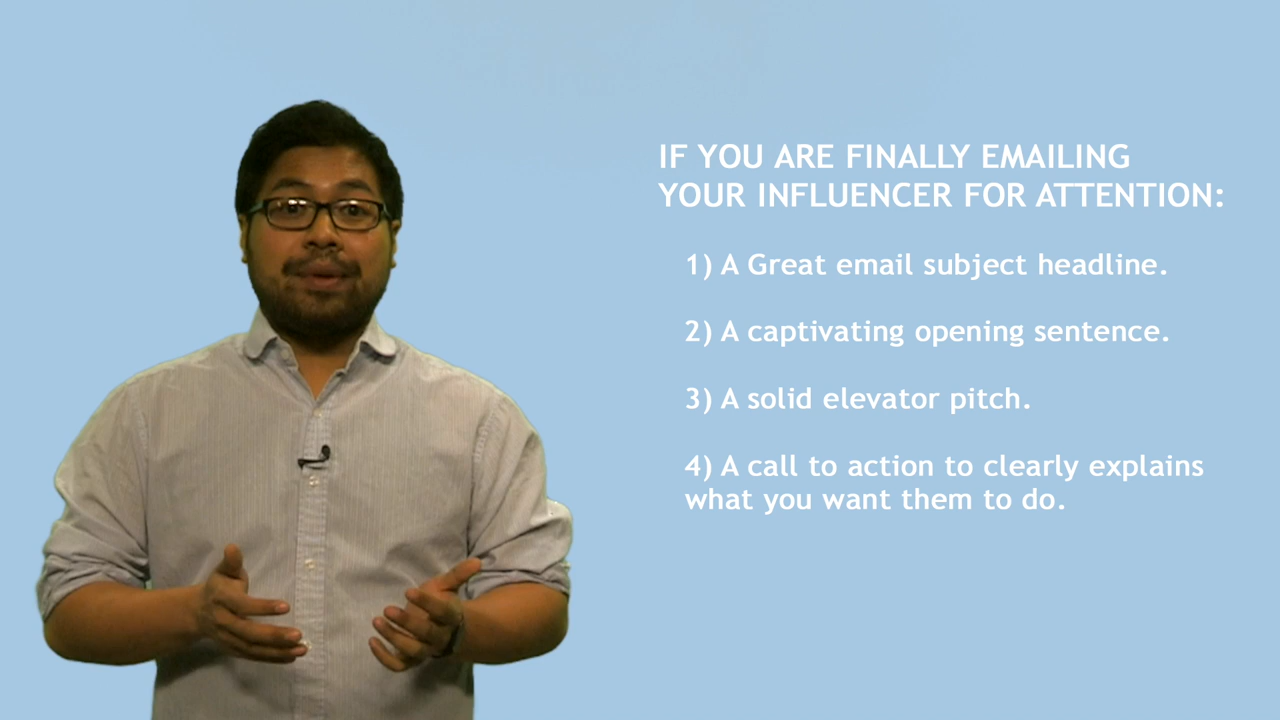 IF YOU ARE FINALLY EMAILING
YOUR INFLUENCER FOR ATTENTION:
1) A Great email subject headline.
2) A captivating opening sentence.
3) A solid elevator pitch.
4) A call to action to clearly explains
what you want them to do.